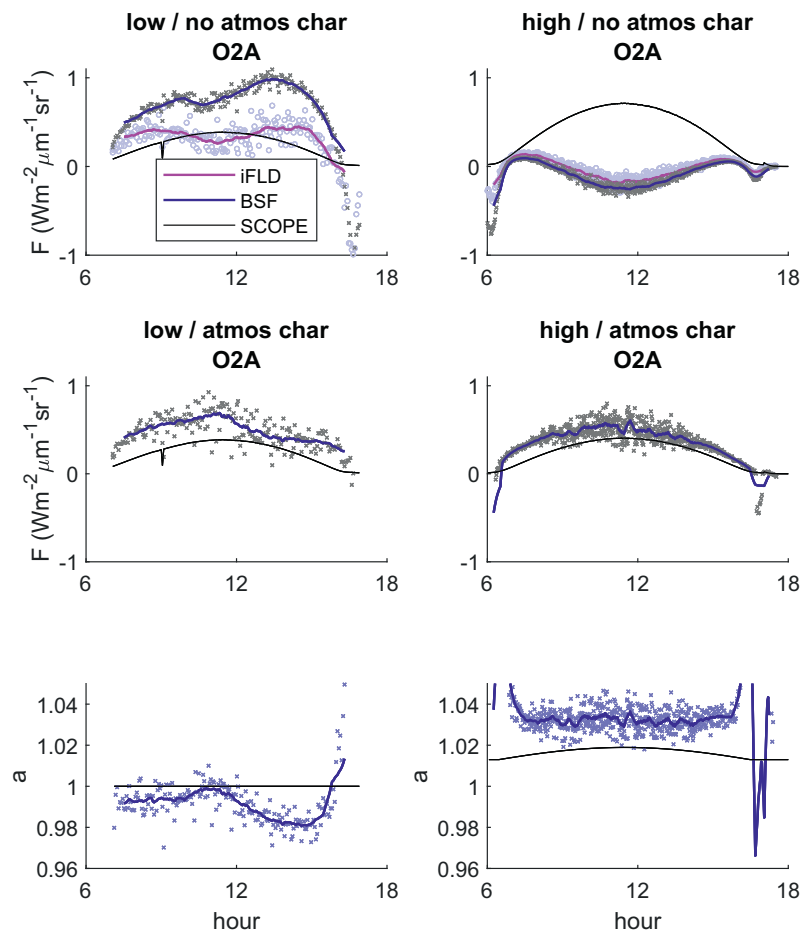 low / no atmos char
O2A
high / no atmos char
O2A
F (Wm⁻²μm⁻¹sr⁻¹)
1
0
-1
iFLD
BSF
SCOPE
6
12
18
1
0
-1
6
12
18
low / atmos char
O2A
high / atmos char
O2A
F (Wm⁻²μm⁻¹sr⁻¹)
1
0
-1
6
12
18
1
0
-1
6
12
18
a
1.04
1.02
1
0.98
0.96
6
12
18
hour
a
1.04
1.02
1
0.98
0.96
6
12
18
hour